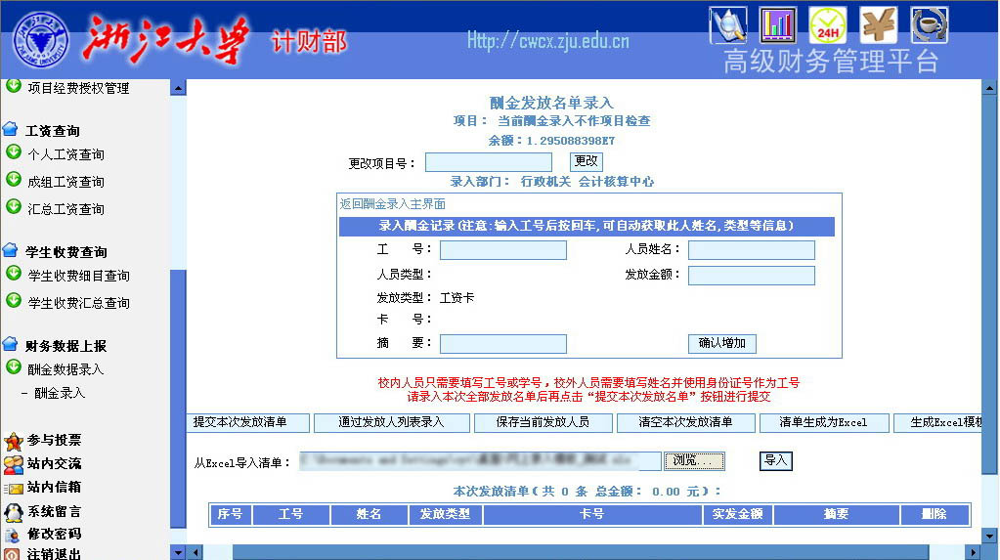 浙江大学 计财部
Http://cwcx.zju.edu.cn
24H
高级财务管理平台
项目经费授权管理
工资查询
个人工资查询
成组工资查询
汇总工资查询
学生收费查询
学生收费细目查询
学生收费汇总查询
财务数据上报
酬金数据录入
- 酬金录入
参与投票
站内交流
站内信箱
系统留言
修改密码
注销退出
酬金发放名单录入
项目： 当前酬金录入不作项目检查
余额：1.295088398E7
更改项目号： 更改
录入部门： 行政机关 会计核算中心
返回酬金录入主界面
录入酬金记录(注意:输入工号后按回车,可自动获取此人姓名,类型等信息)
工 号： 人员姓名：
人员类型： 发放金额：
发放类型： 工资卡
卡 号：
摘 要： 确认增加
校内人员只需要填写工号或学号，校外人员需要填写姓名并使用身份证号作为工号
请录入本次全部发放名单后再点击“提交本次发放名单”按钮进行提交
提交本次发放清单 通过发放人列表录入 保存当前发放人员 清空本次发放清单 清单生成为Excel 生成Excel模板
从Excel导入清单： 浏览... 导入
本次发放清单(共 0 条 总金额： 0.00 元)：
序号 工号 姓名 发放类型 卡号 实发金额 摘要 删除